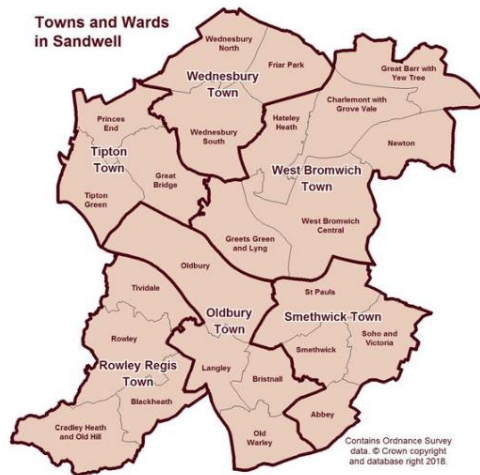 Towns and Wards
in Sandwell
Wednesbury
North
Friar Park
Wednesbury
Town
Great Barr with
Yew Tree
Charlemont with
Grove Vale
Princes
End
Wednesbury
South
Hateley
Heath
Newton
Tipton
Town
Great
Bridge
West Bromwich
Town
Tipton
Green
West Bromwich
Central
Greets Green
and Lyng
Oldbury
Tividale
St Pauls
Oldbury
Town
Smethwick Town
Rowley
Smethwick
Soho and
Victoria
Rowley Regis
Town
Langley
Bristnall
Blackheath
Abbey
Cradley Heath
and Old Hill
Old
Warley
Contains Ordnance Survey
data. © Crown copyright
and database right 2018.